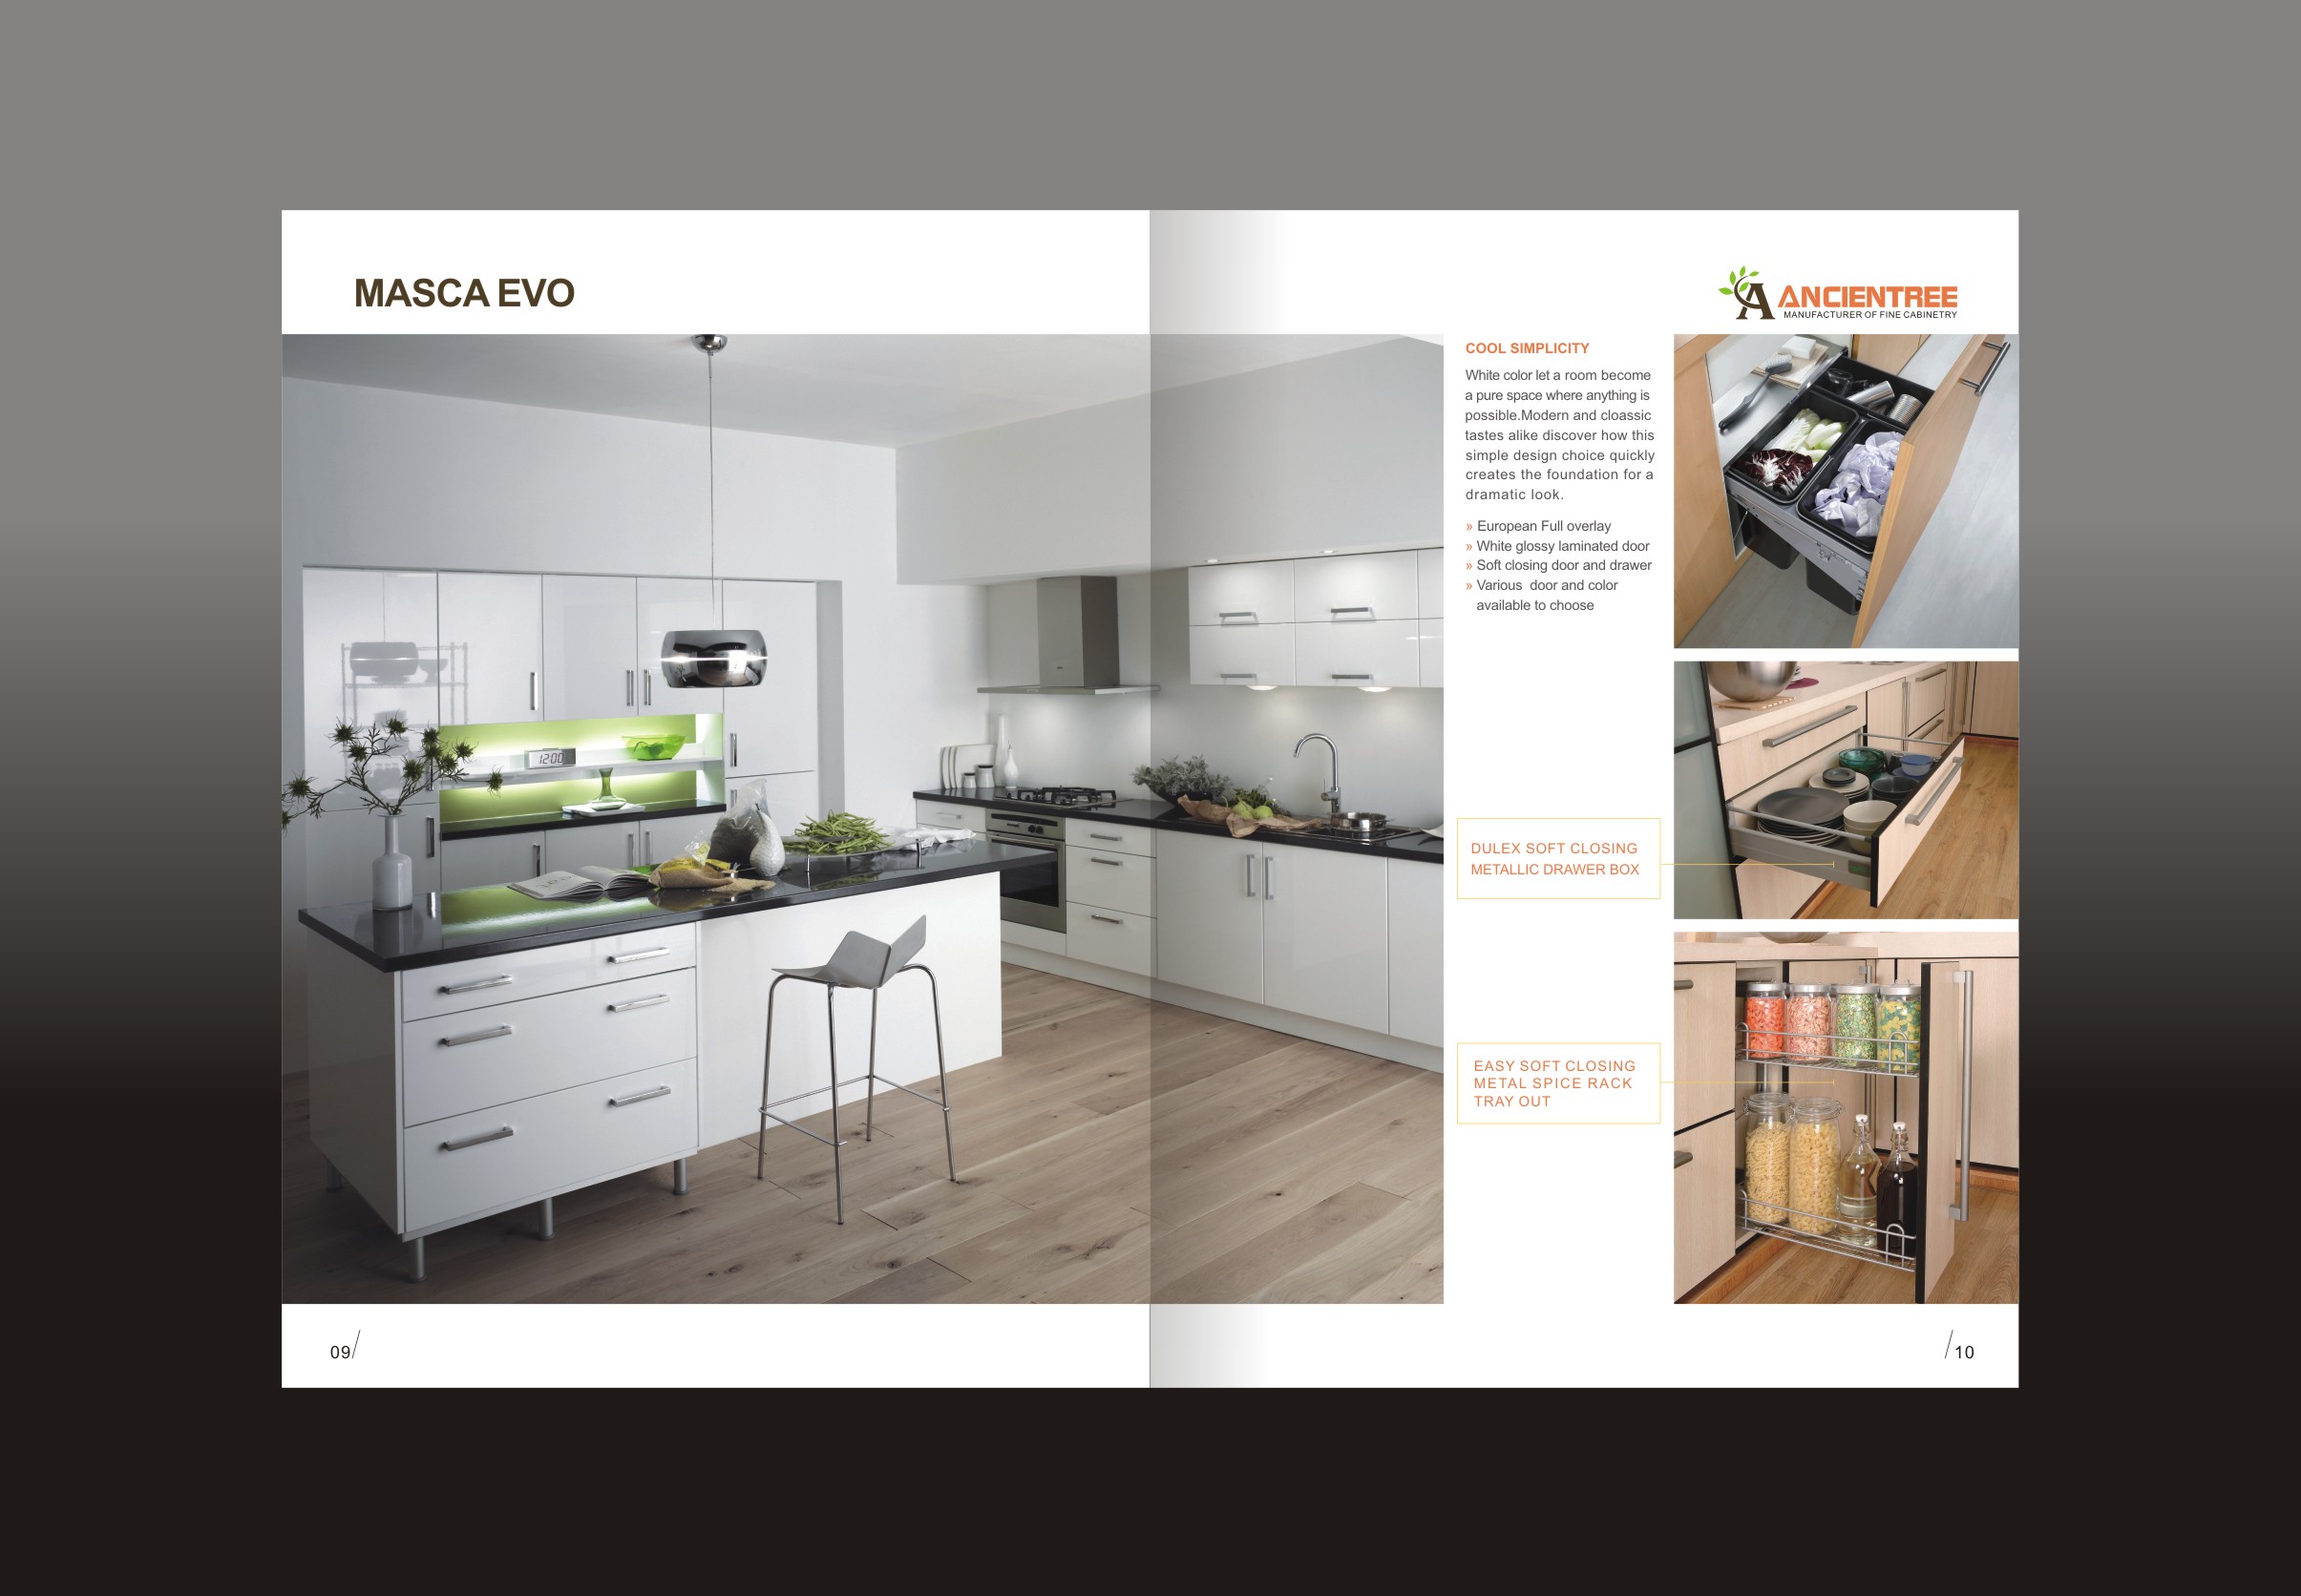 MASCA EVO
ANCIENTREE
MANUFACTURER OF FINE CABINETRY
COOL SIMPLICITY
White color let a room become
a pure space where anything is
possible.Modern and cloassic
tastes alike discover how this
simple design choice quickly
creates the foundation for a
dramatic look.
» European Full overlay
» White glossy laminated door
» Soft closing door and drawer
» Various door and color
available to choose
12:00
DULEX SOFT CLOSING
METALLIC DRAWER BOX
EASY SOFT CLOSING
METAL SPICE RACK
TRAY OUT
09/
/10